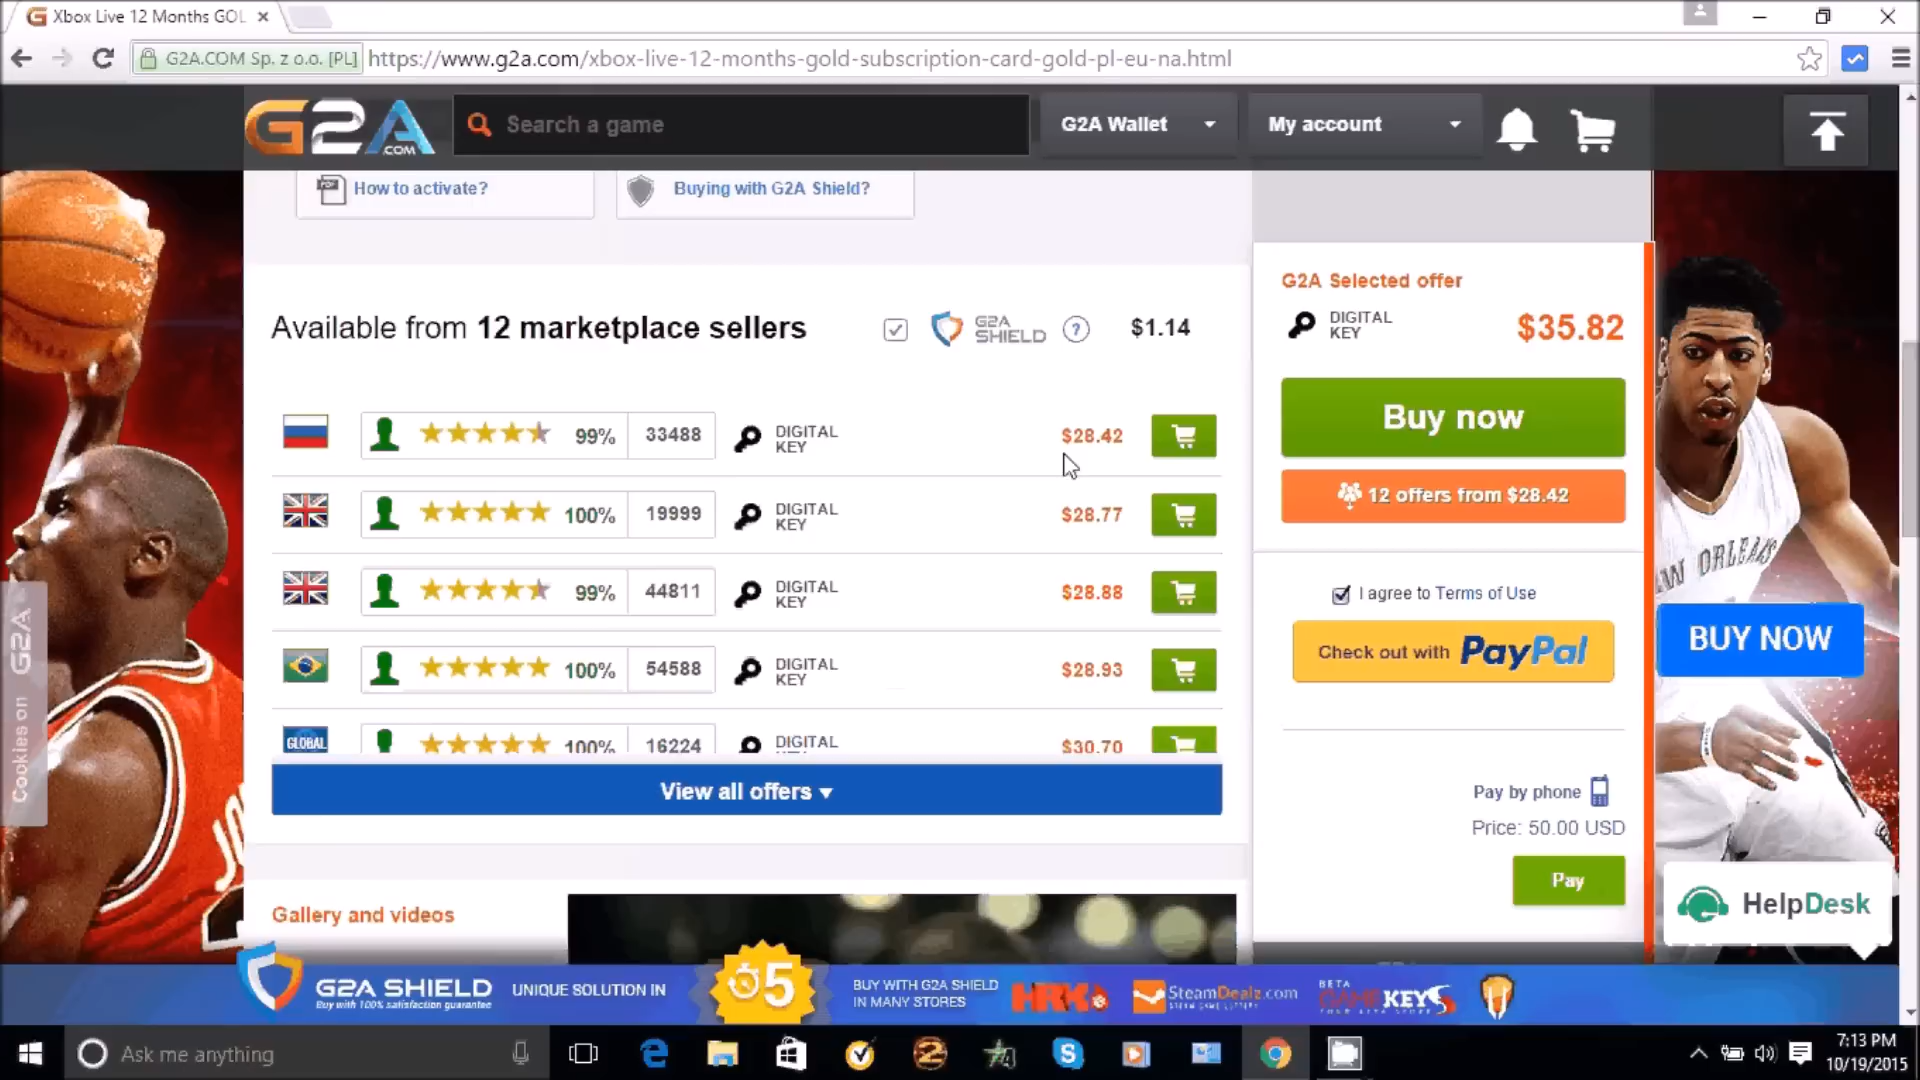 Xbox Live 12 Months GOL
G2A.COM Sp. z o.o. [PL]
https://www.g2a.com/xbox-live-12-months-gold-subscription-card-gold-pl-eu-na.html
G2A.COM
Search a game
G2A Wallet
My account
How to activate?
Buying with G2A Shield?
Available from 12 marketplace sellers
G2A SHIELD
?
$1.14
99% 33488 DIGITAL KEY $28.42
100% 19999 DIGITAL KEY $28.77
99% 44811 DIGITAL KEY $28.88
100% 54588 DIGITAL KEY $28.93
GLOBAL 100% 16224 DIGITAL $30.70
View all offers
G2A Selected offer
DIGITAL KEY
$35.82
Buy now
12 offers from $28.42
I agree to Terms of Use
Check out with PayPal
Pay by phone
Price: 50.00 USD
Pay
NEW ORLEANS
BUY NOW
HelpDesk
Cookies on G2A
Gallery and videos
G2A SHIELD
Buy with 100% satisfaction guarantee
UNIQUE SOLUTION IN
5
BUY WITH G2A SHIELD
IN MANY STORES
HRK
SteamDealz.com
BETA
GAMEKEYS
Ask me anything
7:13 PM
10/19/2015